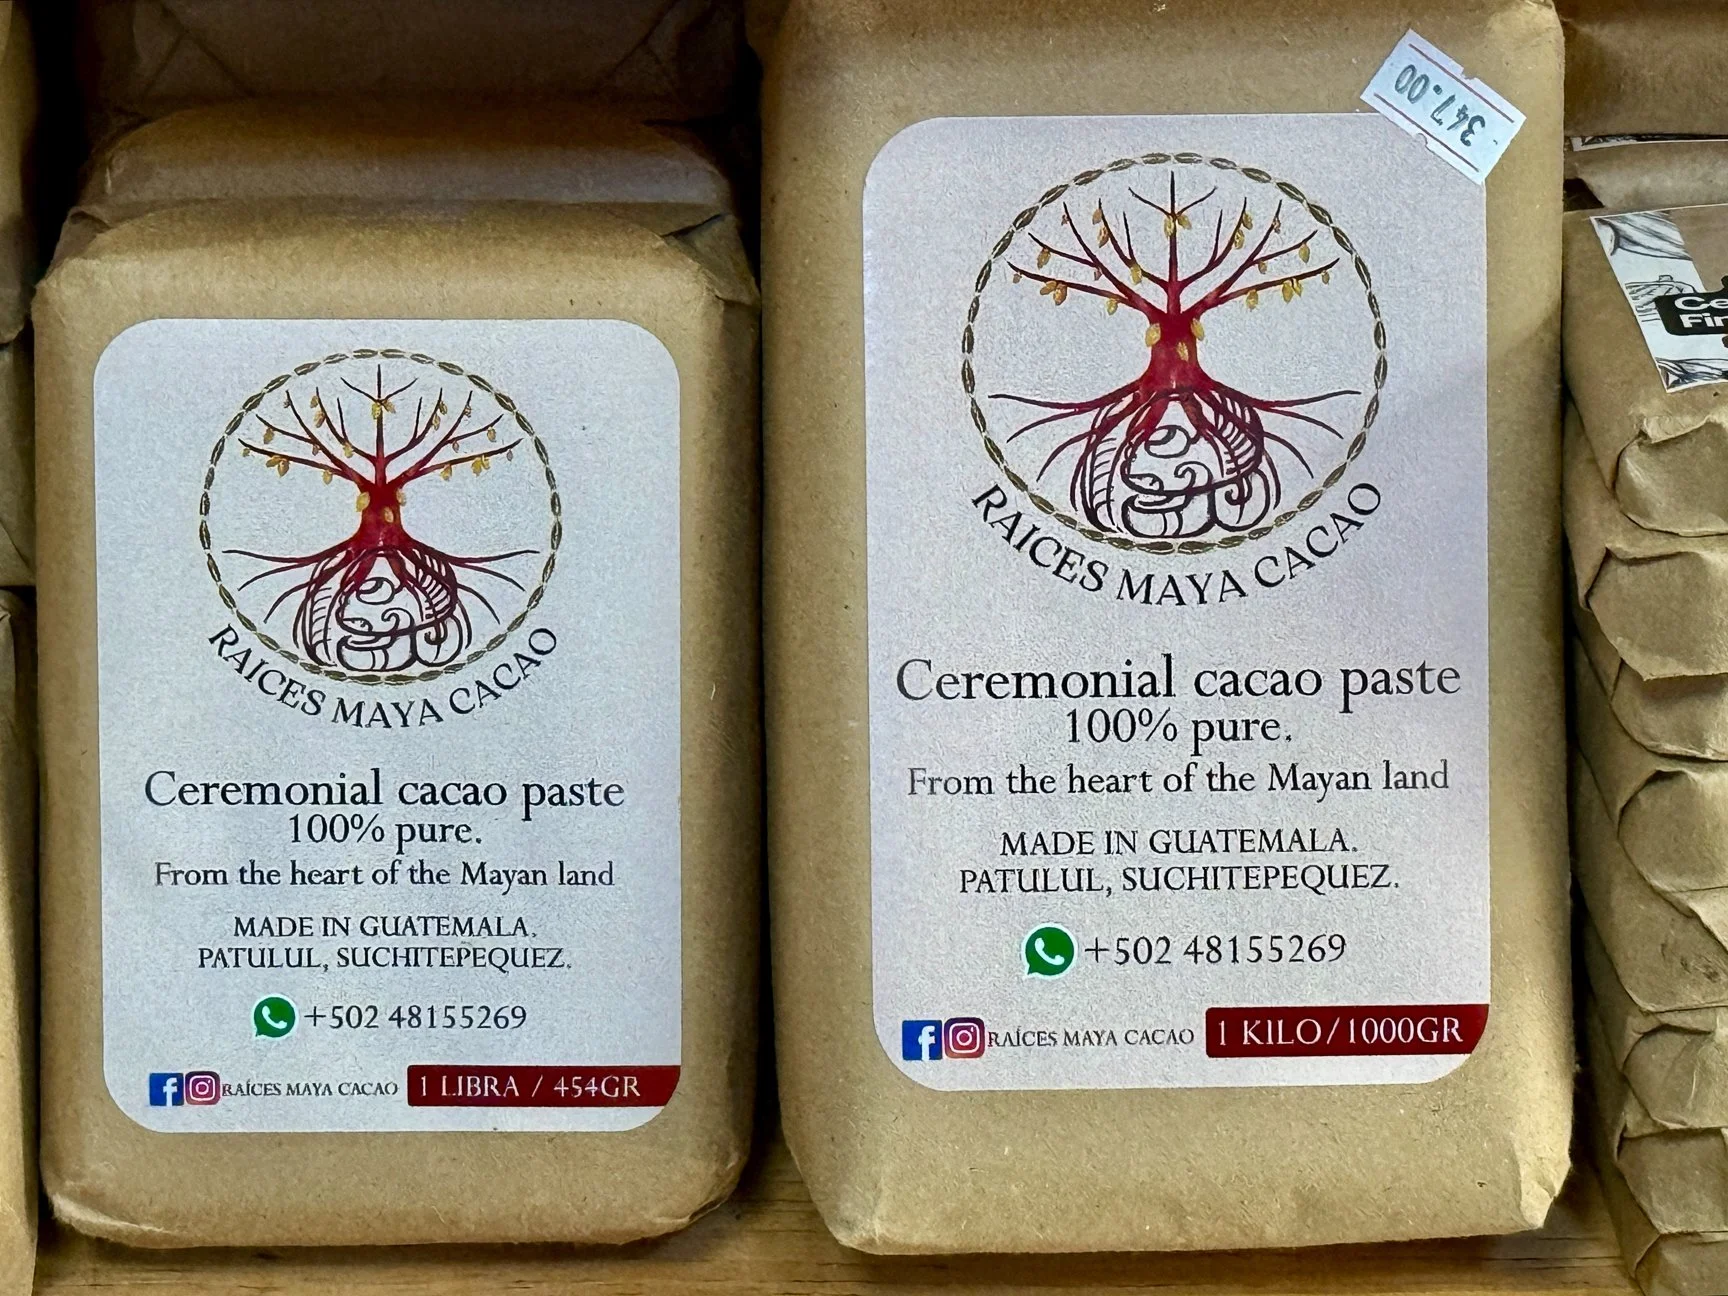 RAICES MAYA CACAO
Ceremonial cacao paste
100% pure.
From the heart of the Mayan land
MADE IN GUATEMALA.
PATULUL, SUCHITEPEQUEZ.
+502 48155269
RAÍCES MAYA CACAO 1 LIBRA / 454GR
347.00
RAICES MAYA CACAO
Ceremonial cacao paste
100% pure.
From the heart of the Mayan land
MADE IN GUATEMALA.
PATULUL, SUCHITEPEQUEZ.
+502 48155269
RAÍCES MAYA CACAO 1 KILO/1000GR